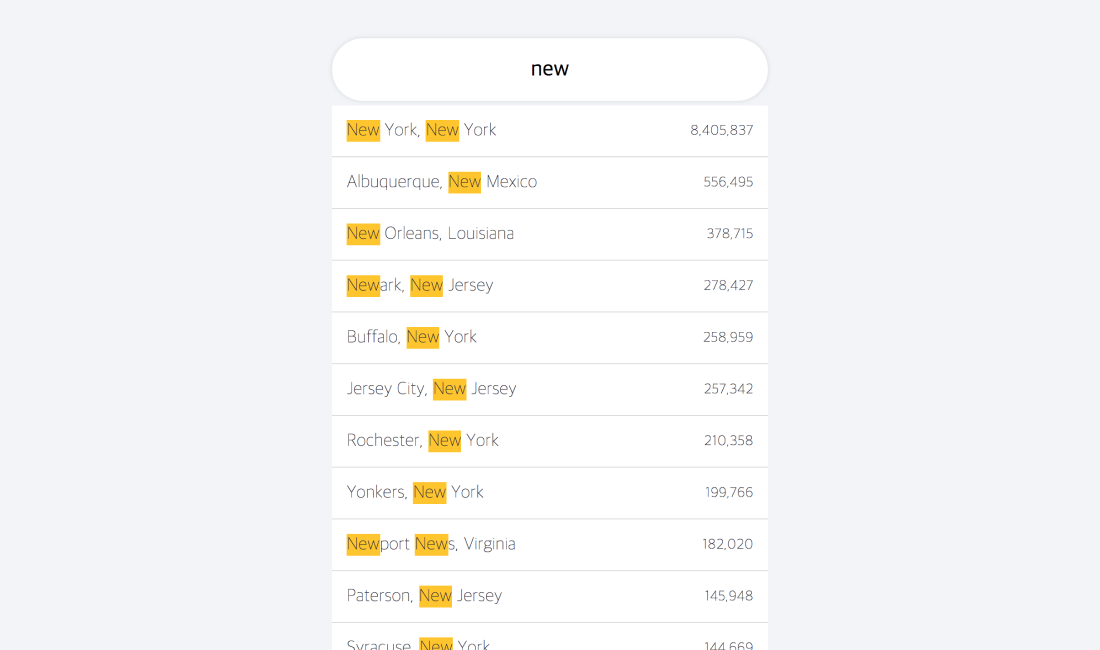 new
New York, New York 8,405,837
Albuquerque, New Mexico 556,495
New Orleans, Louisiana 378,715
Newark, New Jersey 278,427
Buffalo, New York 258,959
Jersey City, New Jersey 257,342
Rochester, New York 210,358
Yonkers, New York 199,766
Newport News, Virginia 182,020
Paterson, New Jersey 145,948
Syracuse, New York 144,669